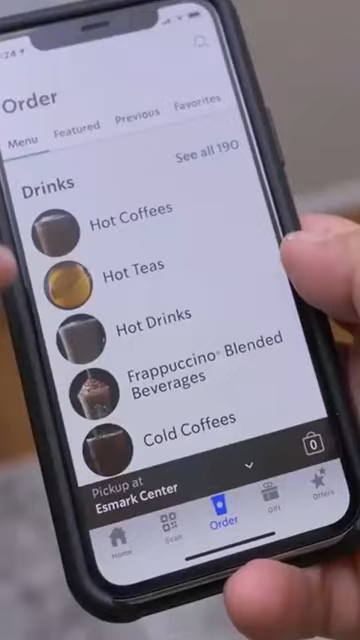 Order
Menu Featured Previous Favorites
See all 190
Drinks
Hot Coffees
Hot Teas
Hot Drinks
Frappuccino® Blended
Beverages
Cold Coffees
Pickup at
Esmark Center
0
Home Scan Order Gift Offers